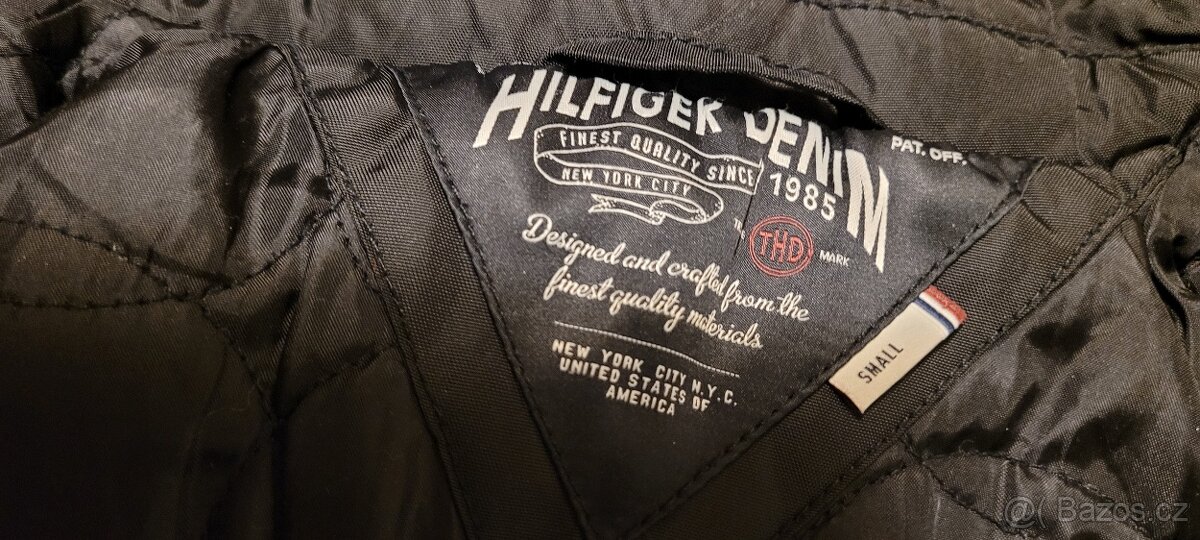 HILFIGER DENIM
PAT. OFF.
FINEST QUALITY SINCE
1985
NEW YORK CITY
THE THD MARK
Designed and crafted from the
finest quality materials
NEW YORK CITY N.Y.C.
UNITED STATES OF
AMERICA
SMALL
@ Bazos.cz